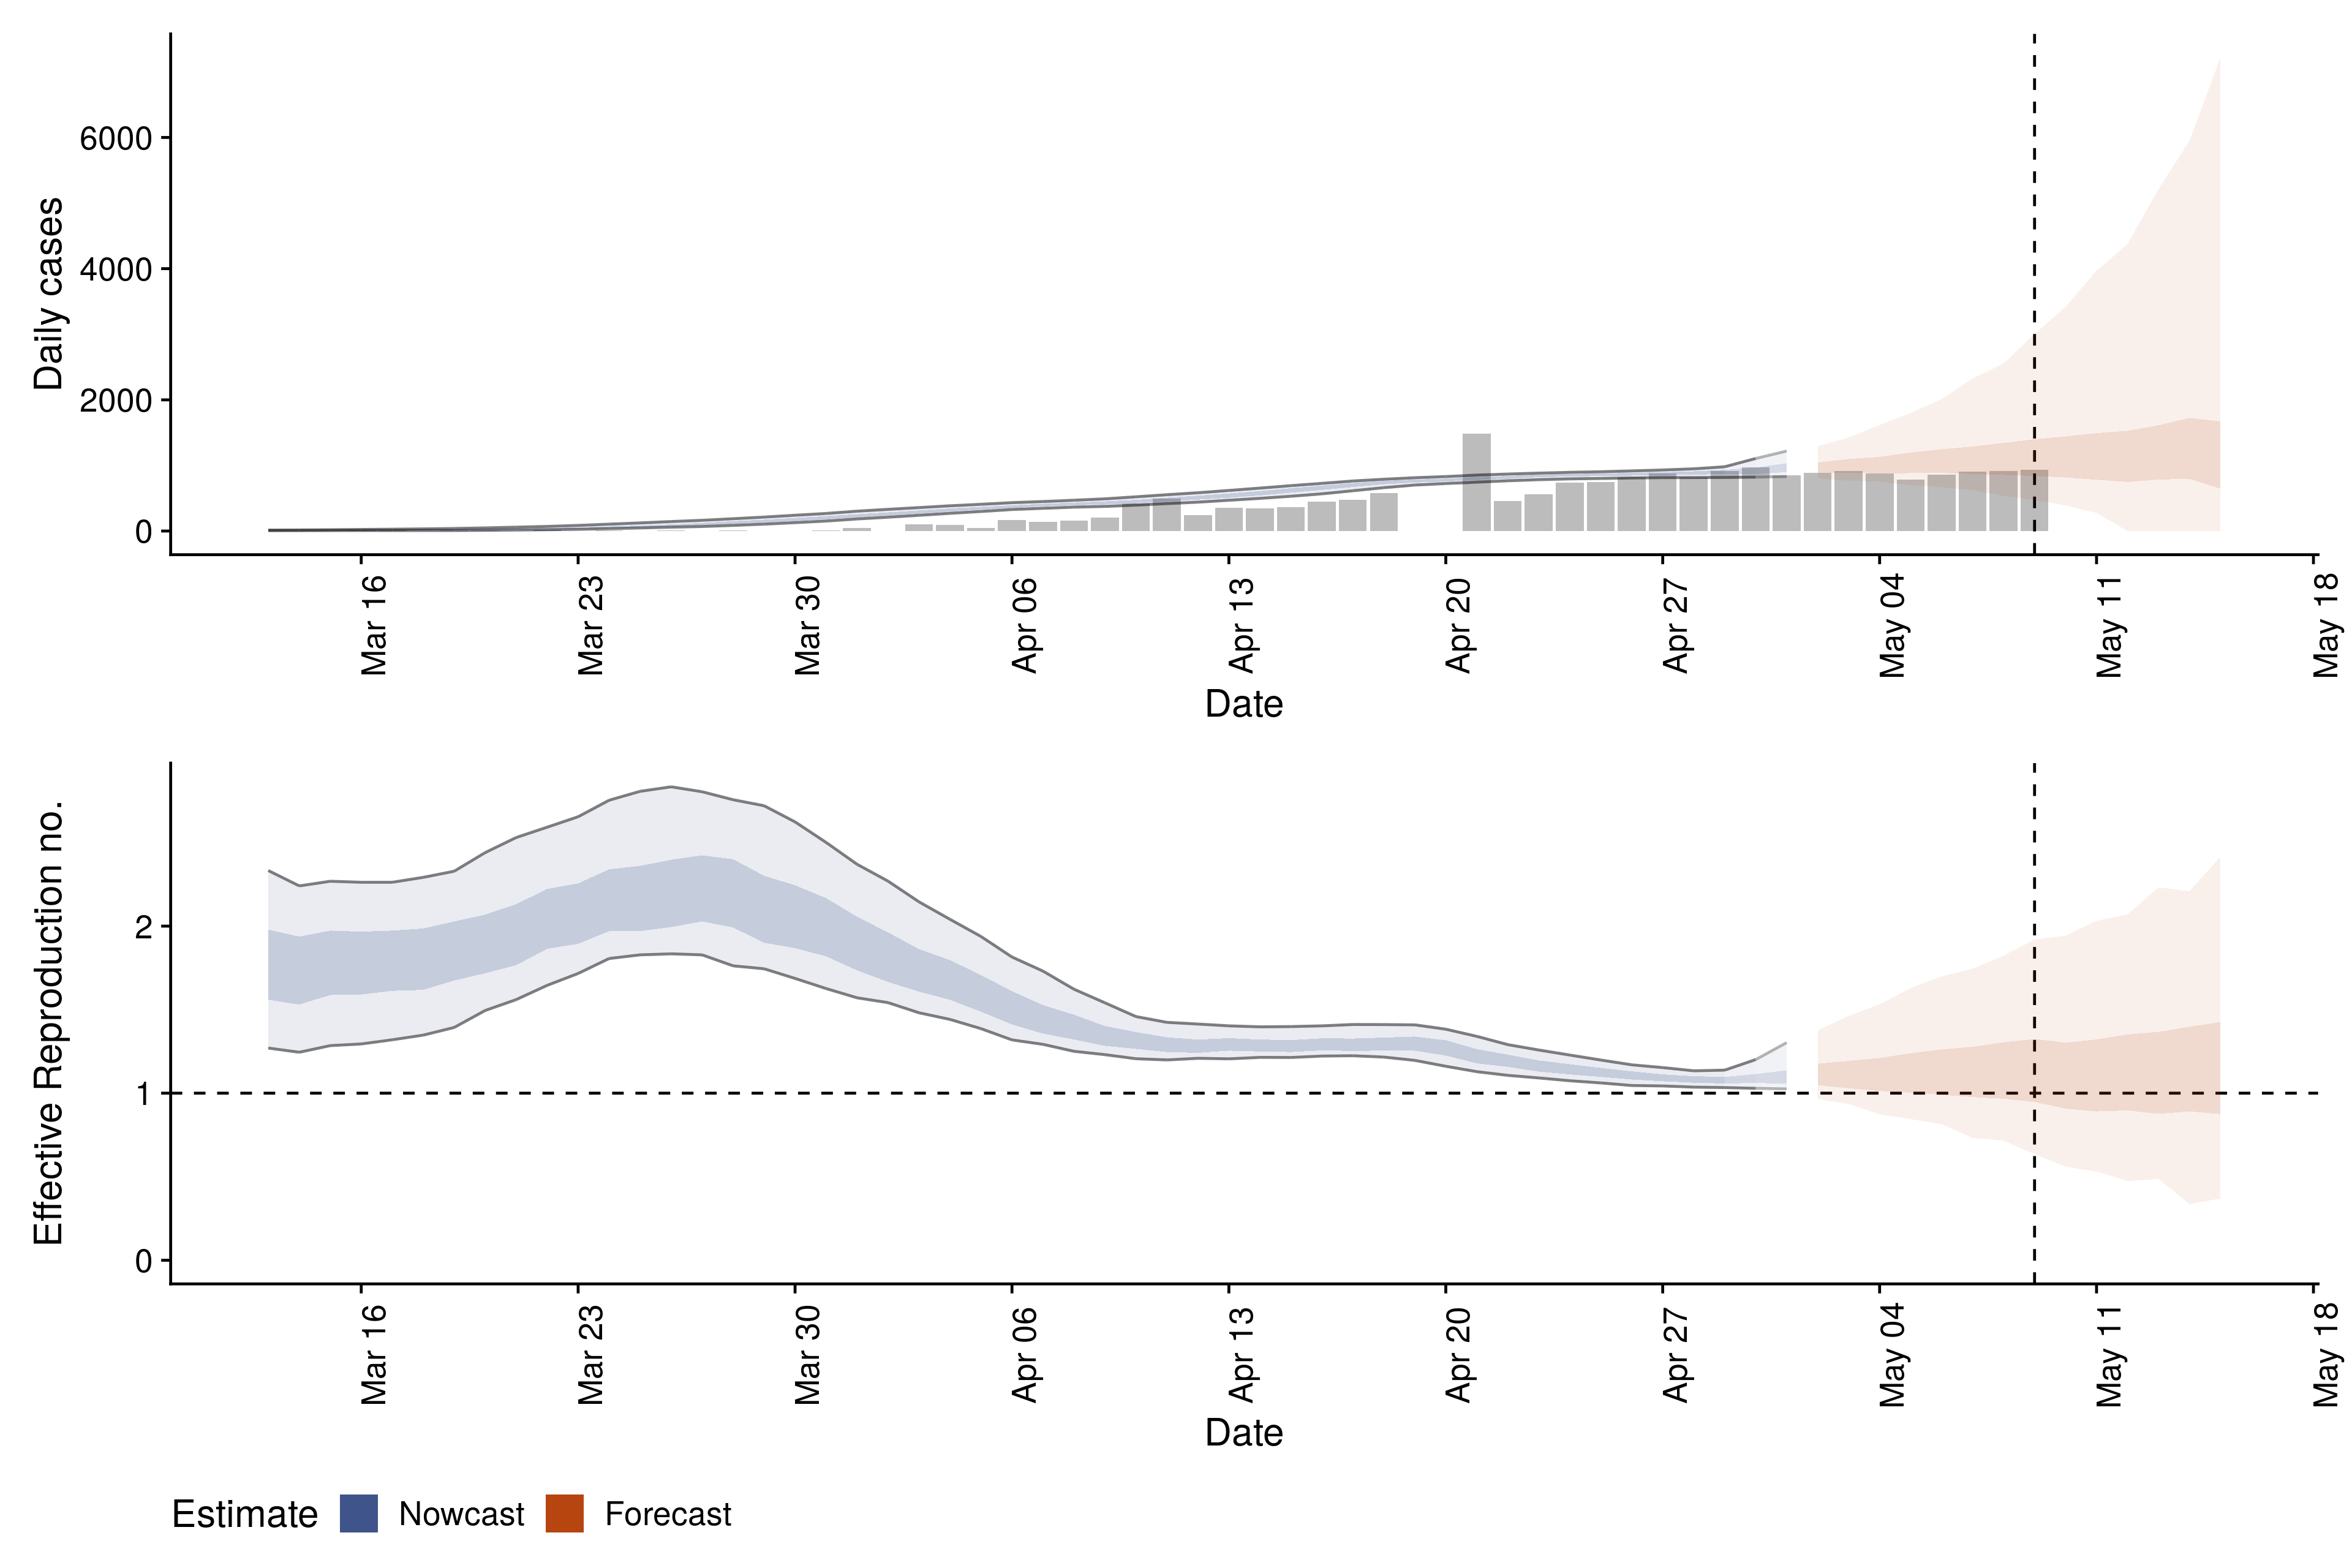 Daily cases
6000
4000
2000
0
Mar 16
Mar 23
Mar 30
Apr 06
Apr 13
Apr 20
Apr 27
May 04
May 11
May 18
Date
Effective Reproduction no.
2
1
0
Mar 16
Mar 23
Mar 30
Apr 06
Apr 13
Apr 20
Apr 27
May 04
May 11
May 18
Date
Estimate Nowcast Forecast